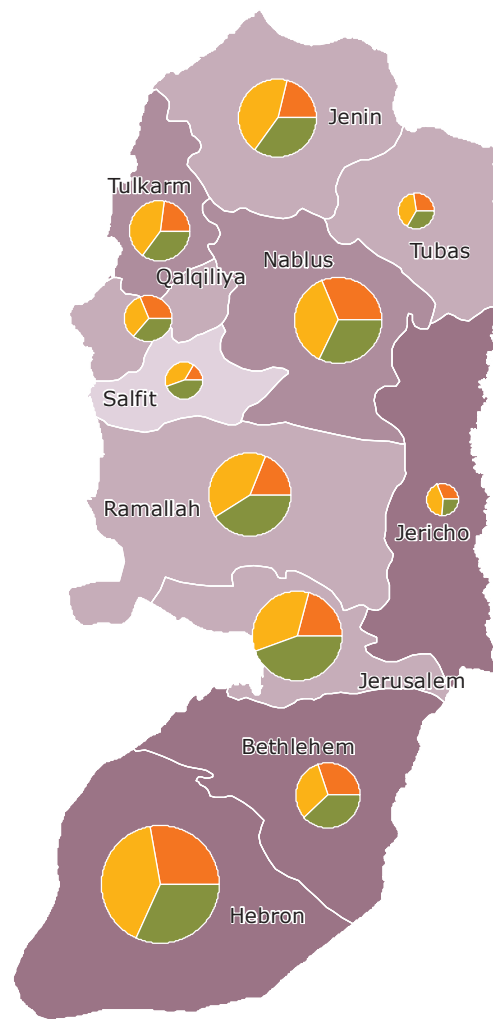 Jenin
Tulkarm
Tubas
Nablus
Qalqiliya
Salfit
Ramallah
Jericho
Jerusalem
Bethlehem
Hebron